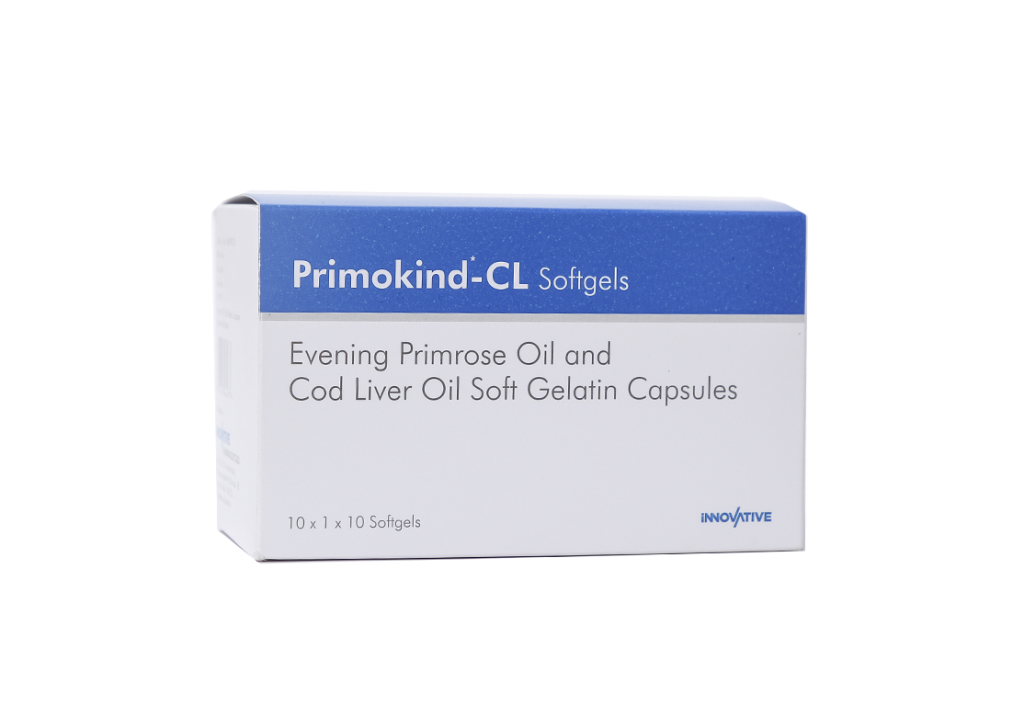 Primokind*-CL Softgels
Evening Primrose Oil and
Cod Liver Oil Soft Gelatin Capsules
10 x 1 x 10 Softgels
INNOVATIVE